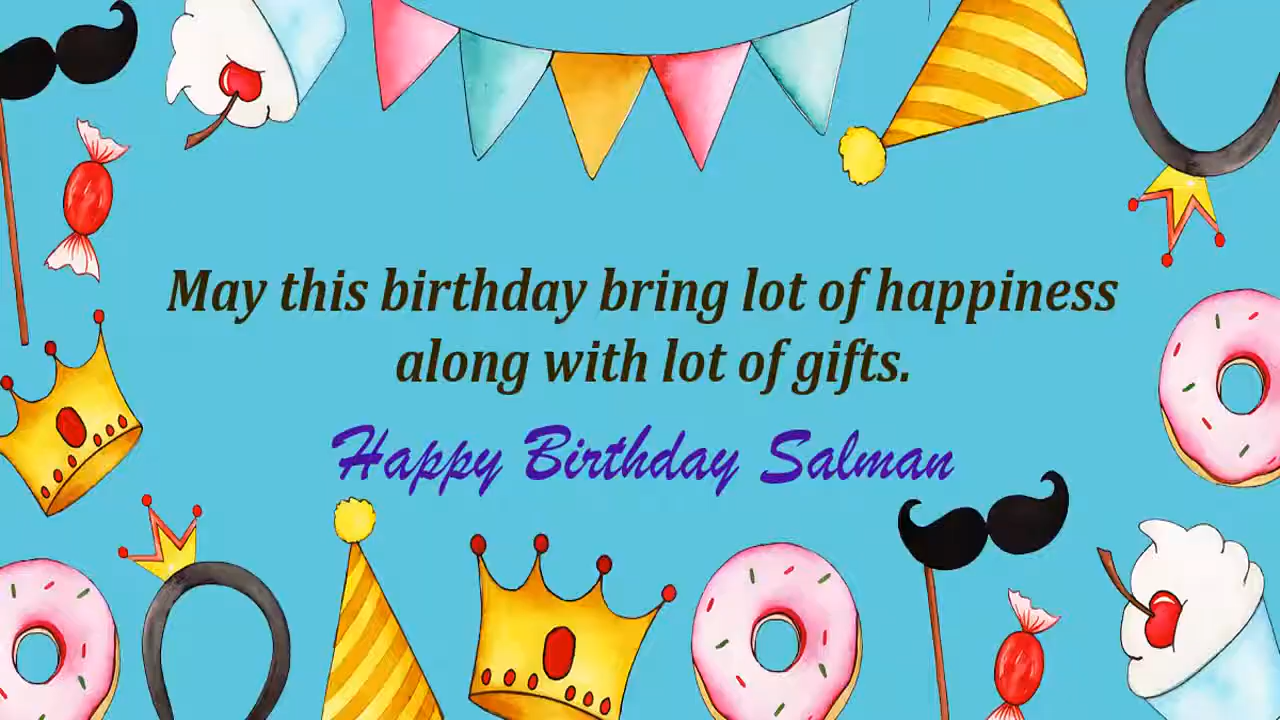 May this birthday bring lot of happiness
along with lot of gifts.
Happy Birthday Salman